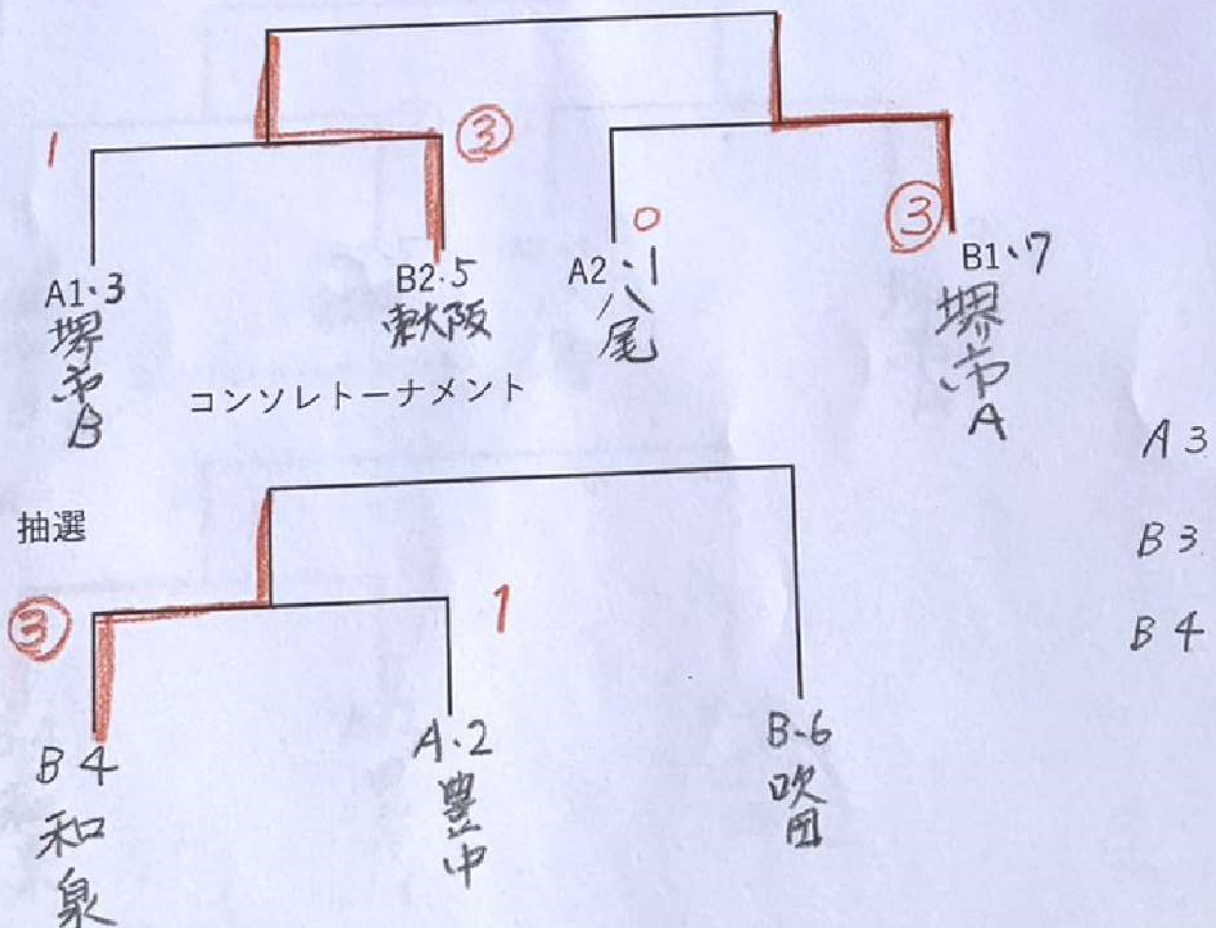 1
③
0
③
A1・3
堺市B
B2・5
東大阪
A2・1
八尾
B1・7
堺市A
コンソレトーナメント
A3
B3
B4
抽選
③
1
B4
和泉
A・2
豊中
B-6
吹田